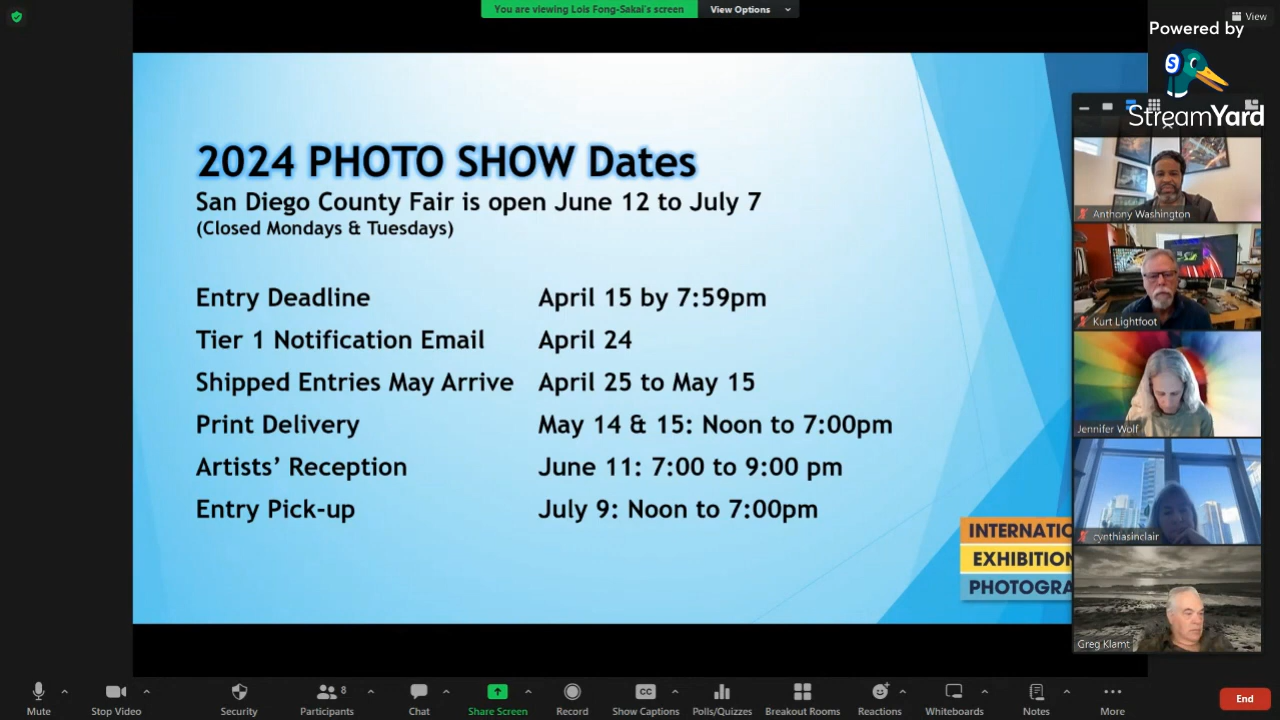 You are viewing Lois Fong-Sakai's screen
View Options
View
Powered by
S
StreamYard
2024 PHOTO SHOW Dates
San Diego County Fair is open June 12 to July 7
(Closed Mondays & Tuesdays)
Entry Deadline April 15 by 7:59pm
Tier 1 Notification Email April 24
Shipped Entries May Arrive April 25 to May 15
Print Delivery May 14 & 15: Noon to 7:00pm
Artists' Reception June 11: 7:00 to 9:00 pm
Entry Pick-up July 9: Noon to 7:00pm
INTERNATIO
EXHIBITION
PHOTOGRA
Anthony Washington
Kurt Lightfoot
Jennifer Wolf
cynthiasinclair
Greg Klamt
Mute
Stop Video
Security
Participants 8
Chat
Share Screen
Record
CC
Show Captions
Polls/Quizzes
Breakout Rooms
Reactions
Whiteboards
Notes
More
End